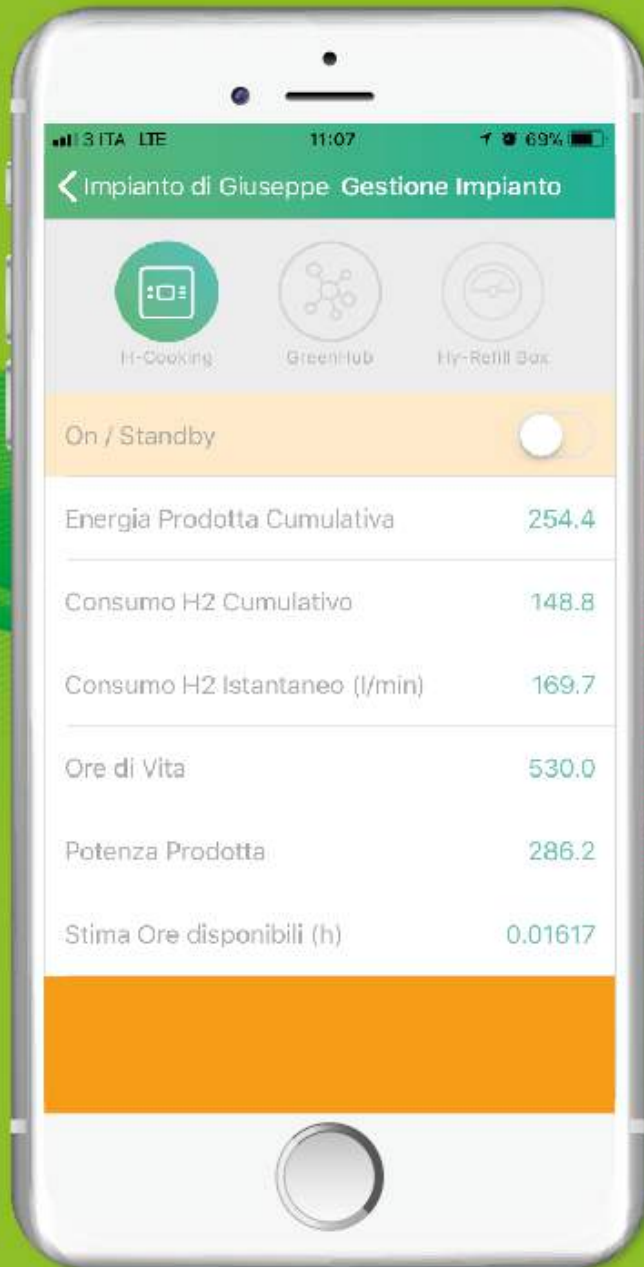 3 ITA LTE 11:07 69%
Impianto di Giuseppe Gestione Impianto
H-Cooking GreenHub Hy-Refill Box
On / Standby
Energia Prodotta Cumulativa 254.4
Consumo H2 Cumulativo 148.8
Consumo H2 Istantaneo (l/min) 169.7
Ore di Vita 530.0
Potenza Prodotta 286.2
Stima Ore disponibili (h) 0.01617